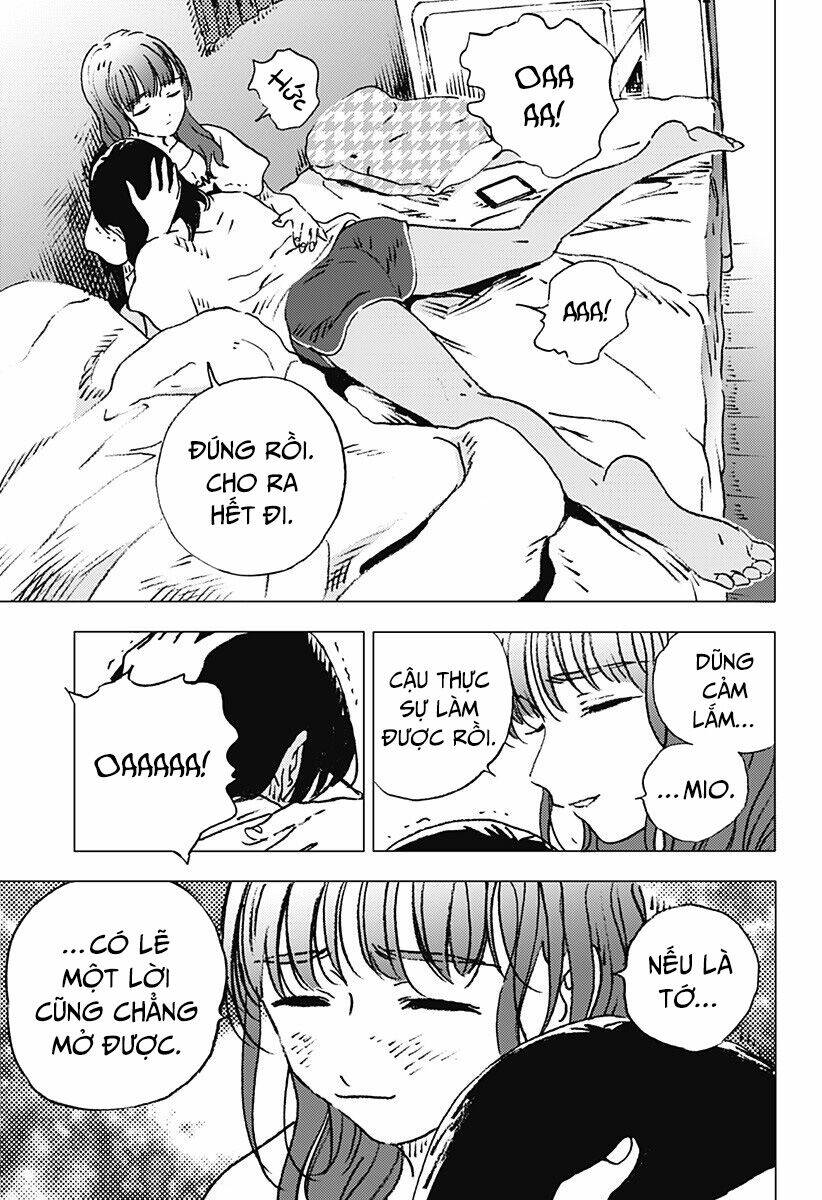 OAA
AA!
HỨC
AAA!
ĐÚNG RỒI.
CHO RA
HẾT ĐI.
DŨNG
CẢM
LẮM...
...MIO.
CẬU THỰC
SỰ LÀM
ĐƯỢC RỒI.
OAAAAA!
NẾU LÀ
TỚ...
...CÓ LẼ
MỘT LỜI
CŨNG CHẲNG
MỞ ĐƯỢC.